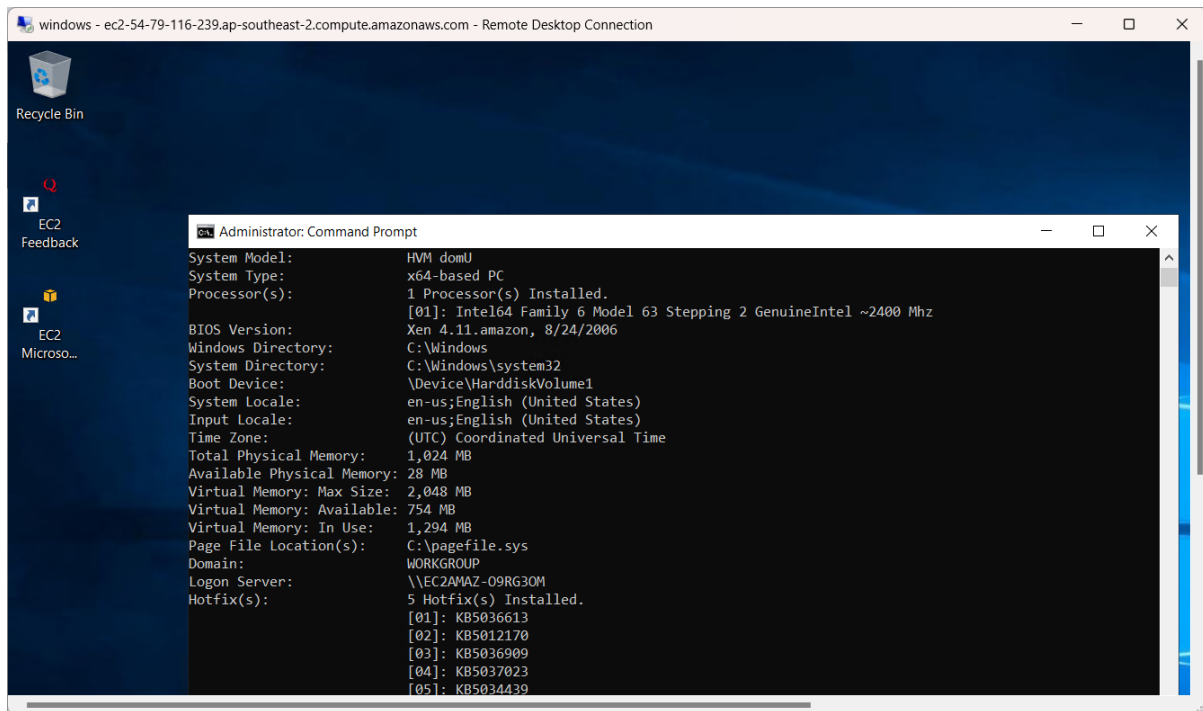 windows - ec2-54-79-116-239.ap-southeast-2.compute.amazonaws.com - Remote Desktop Connection
Recycle Bin
Q
EC2
Feedback
EC2
Microso...
Administrator: Command Prompt
System Model: HVM domU
System Type: x64-based PC
Processor(s): 1 Processor(s) Installed.
[01]: Intel64 Family 6 Model 63 Stepping 2 GenuineIntel ~2400 Mhz
BIOS Version: Xen 4.11.amazon, 8/24/2006
Windows Directory: C:\Windows
System Directory: C:\Windows\system32
Boot Device: \Device\HarddiskVolume1
System Locale: en-us;English (United States)
Input Locale: en-us;English (United States)
Time Zone: (UTC) Coordinated Universal Time
Total Physical Memory: 1,024 MB
Available Physical Memory: 28 MB
Virtual Memory: Max Size: 2,048 MB
Virtual Memory: Available: 754 MB
Virtual Memory: In Use: 1,294 MB
Page File Location(s): C:\pagefile.sys
Domain: WORKGROUP
Logon Server: \\EC2AMAZ-O9RG3OM
Hotfix(s): 5 Hotfix(s) Installed.
[01]: KB5036613
[02]: KB5012170
[03]: KB5036909
[04]: KB5037023
[05]: KB5034439